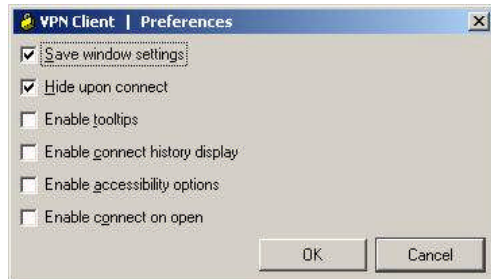 VPN Client | Preferences
Save window settings
Hide upon connect
Enable tooltips
Enable connect history display
Enable accessibility options
Enable connect on open
OK
Cancel